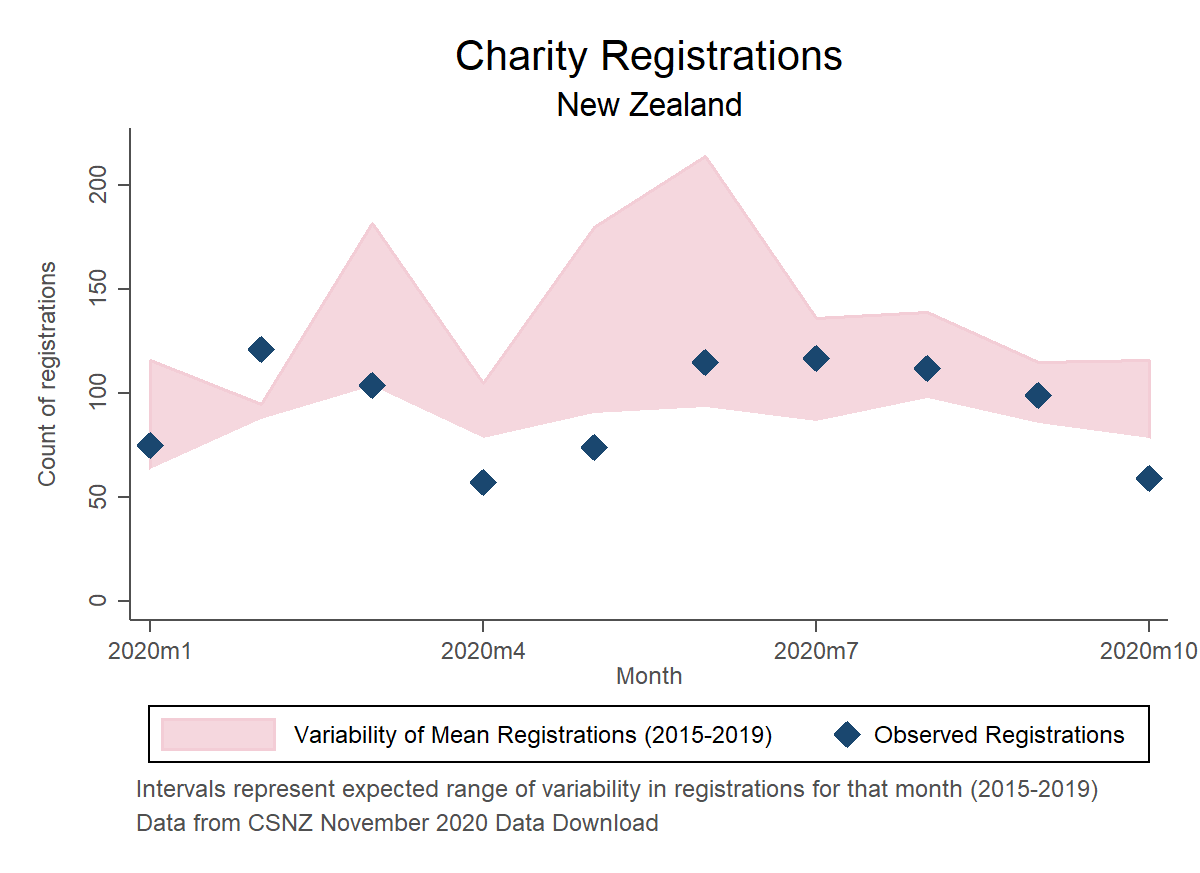 Charity Registrations
New Zealand
Count of registrations
200
150
100
50
0
2020m1 2020m4 2020m7 2020m10
Month
Variability of Mean Registrations (2015-2019) Observed Registrations
Intervals represent expected range of variability in registrations for that month (2015-2019)
Data from CSNZ November 2020 Data Download